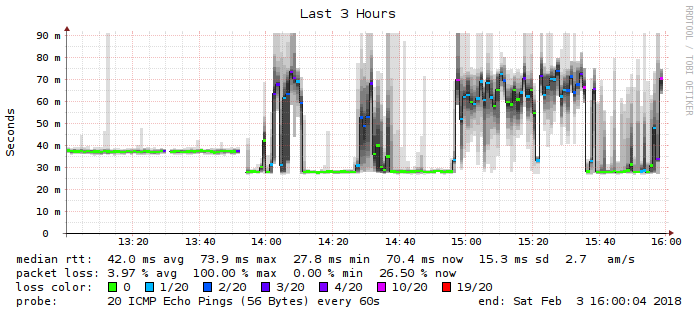 Last 3 Hours
RRDTOOL / TOBI OETIKER
Seconds
90 m
80 m
70 m
60 m
50 m
40 m
30 m
20 m
10 m
0
13:20 13:40 14:00 14:20 14:40 15:00 15:20 15:40 16:00
median rtt: 42.0 ms avg 73.9 ms max 27.8 ms min 70.4 ms now 15.3 ms sd 2.7 am/s
packet loss: 3.97 % avg 100.00 % max 0.00 % min 26.50 % now
loss color: 0 1/20 2/20 3/20 4/20 10/20 19/20
probe: 20 ICMP Echo Pings (56 Bytes) every 60s end: Sat Feb 3 16:00:04 2018